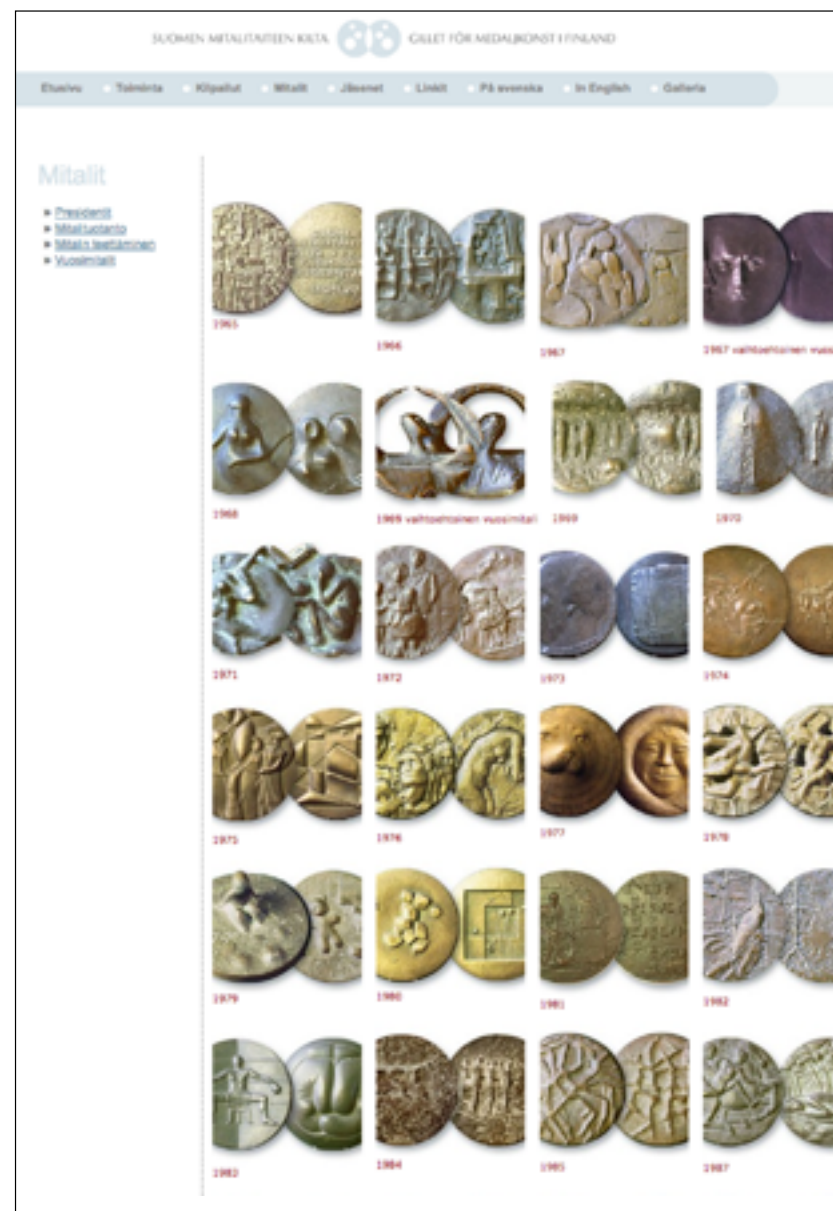 SUOMEN MITALITAITEEN KILTA GILLET FÖR MEDALJKONST I FINLAND
Etusivu Toiminta Kilpailut Mitalit Jäsenet Linkit På svenska In English Galleria
Mitalit
» Presidentit
» Mitalituotanto
» Mitalin teettäminen
» Vuosimitalit
1965
1966
1967
1967 vaihtoehtoinen vuosi
1968
1969 vaihtoehtoinen vuosimitali
1969
1970
1971
1972
1973
1974
1975
1976
1977
1978
1979
1980
1981
1982
1983
1984
1985
1987